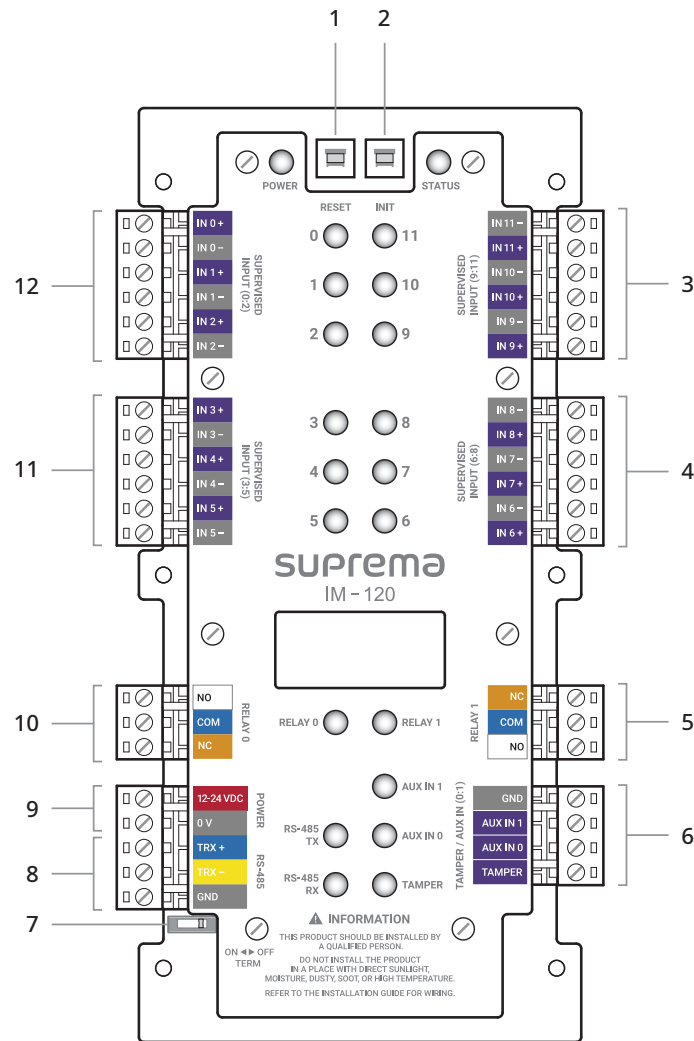 1 2
POWER STATUS
RESET INIT
12
IN 0 +
IN 0 –
IN 1 +
IN 1 –
IN 2 +
IN 2 –
SUPERVISED
INPUT (0:2)
0 11
1 10
2 9
SUPERVISED
INPUT (9:11)
IN 11 –
IN 11 +
IN 10 –
IN 10 +
IN 9 –
IN 9 +
3
11
IN 3 +
IN 3 –
IN 4 +
IN 4 –
IN 5 +
IN 5 –
SUPERVISED
INPUT (3:5)
3 8
4 7
5 6
SUPERVISED
INPUT (6:8)
IN 8 –
IN 8 +
IN 7 –
IN 7 +
IN 6 –
IN 6 +
4
suprema
IM – 120
10
NO
COM
NC
RELAY 0
RELAY 0 RELAY 1
RELAY 1
NC
COM
NO
5
9
12-24 VDC
0 V
POWER
8
TRX +
TRX –
GND
RS-485
AUX IN 1
RS-485
TX
AUX IN 0
RS-485
RX
TAMPER
TAMPER / AUX IN (0:1)
GND
AUX IN 1
AUX IN 0
TAMPER
6
7
ON ◄► OFF
TERM
⚠ INFORMATION
THIS PRODUCT SHOULD BE INSTALLED BY
A QUALIFIED PERSON.
DO NOT INSTALL THE PRODUCT
IN A PLACE WITH DIRECT SUNLIGHT,
MOISTURE, DUSTY, SOOT, OR HIGH TEMPERATURE.
REFER TO THE INSTALLATION GUIDE FOR WIRING.